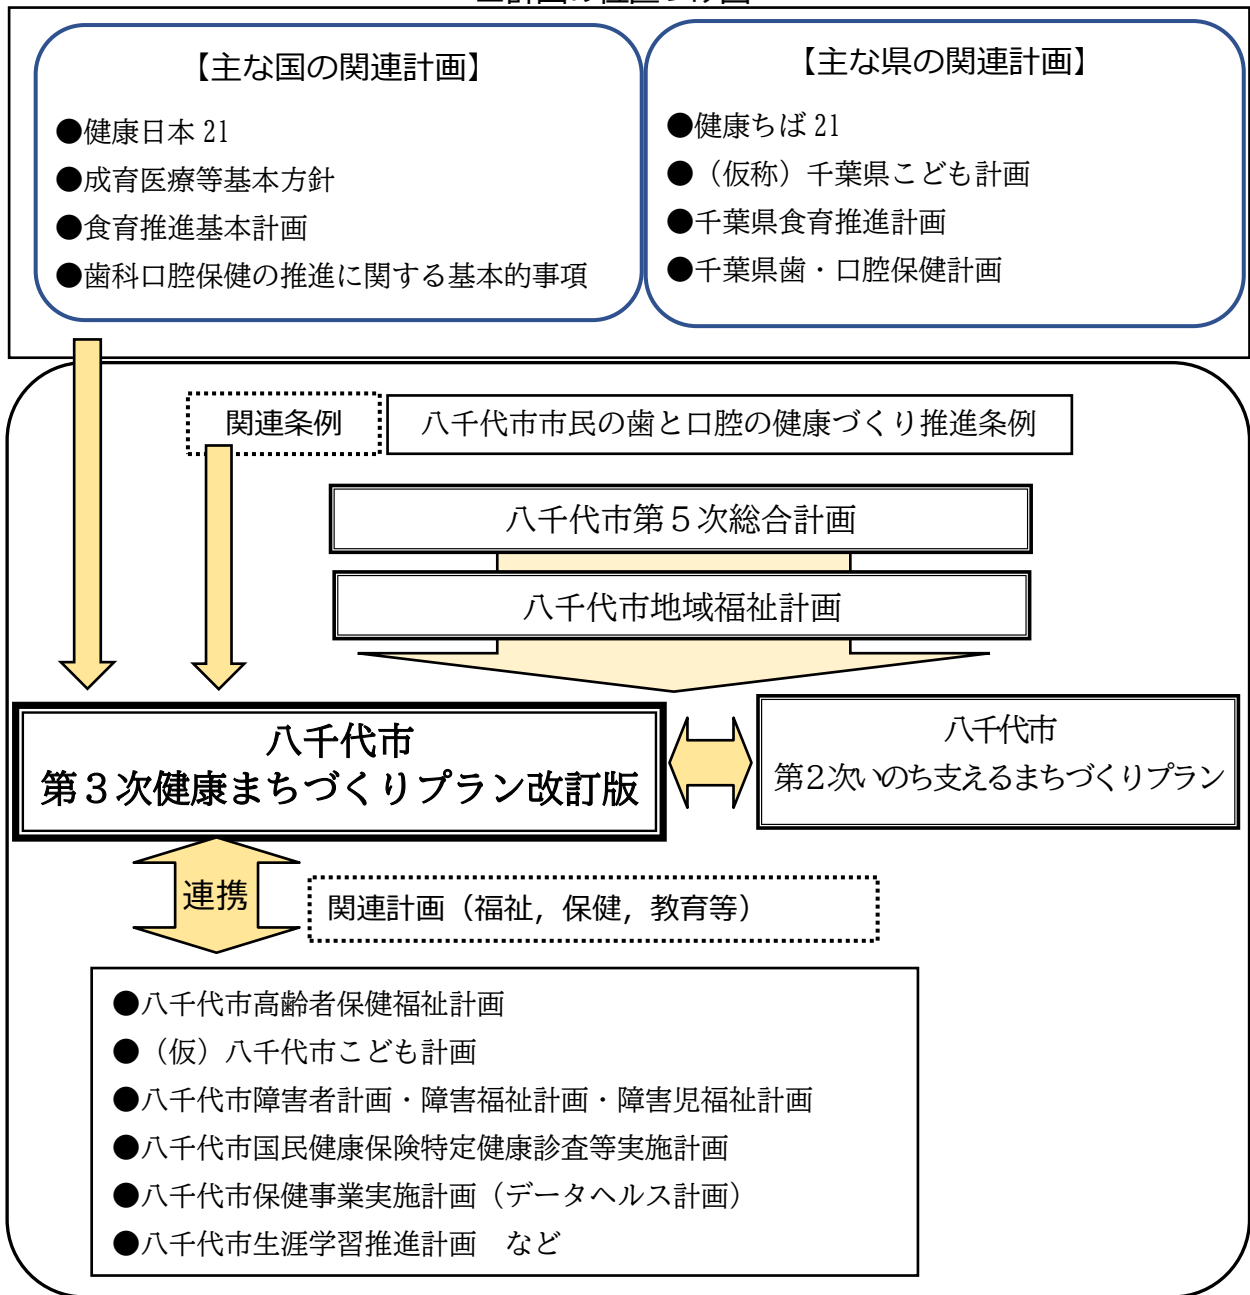 【主な国の関連計画】
●健康日本 21
●成育医療等基本方針
●食育推進基本計画
●歯科口腔保健の推進に関する基本的事項
【主な県の関連計画】
●健康ちば 21
●（仮称）千葉県こども計画
●千葉県食育推進計画
●千葉県歯・口腔保健計画
関連条例
八千代市市民の歯と口腔の健康づくり推進条例
八千代市第５次総合計画
八千代市地域福祉計画
八千代市
第３次健康まちづくりプラン改訂版
八千代市
第２次いのち支えるまちづくりプラン
連携
関連計画（福祉，保健，教育等）
●八千代市高齢者保健福祉計画
●（仮）八千代市こども計画
●八千代市障害者計画・障害福祉計画・障害児福祉計画
●八千代市国民健康保険特定健康診査等実施計画
●八千代市保健事業実施計画（データヘルス計画）
●八千代市生涯学習推進計画　など